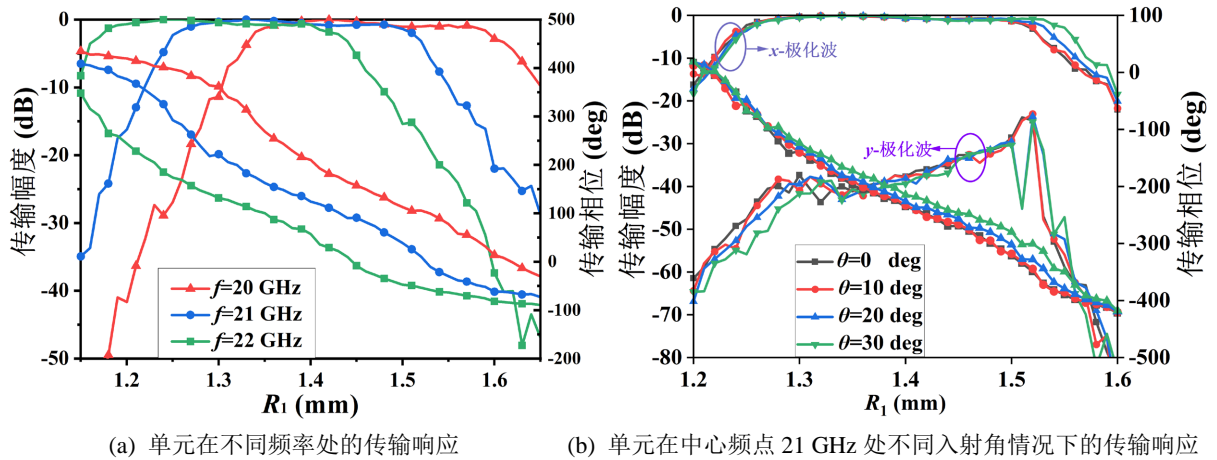 0
-10
-20
-30
-40
-50
传输幅度 (dB)
500
400
300
200
100
0
-100
-200
传输相位 (deg)
f=20 GHz
f=21 GHz
f=22 GHz
1.2 1.3 1.4 1.5 1.6
R1 (mm)
(a) 单元在不同频率处的传输响应
0
-10
-20
-30
-40
-50
-60
-70
-80
传输幅度 (dB)
100
0
-100
-200
-300
-400
-500
传输相位 (deg)
x-极化波
y-极化波
θ=0 deg
θ=10 deg
θ=20 deg
θ=30 deg
1.2 1.3 1.4 1.5 1.6
R1 (mm)
(b) 单元在中心频点 21 GHz 处不同入射角情况下的传输响应